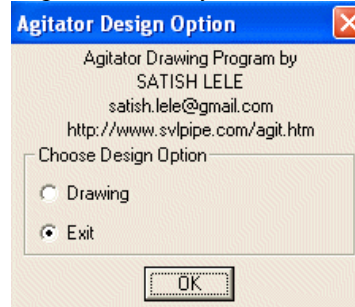 Agitator Design Option
Agitator Drawing Program by
SATISH LELE
satish.lele@gmail.com
http://www.svlpipe.com/agit.htm
Choose Design Option
Drawing
Exit
OK